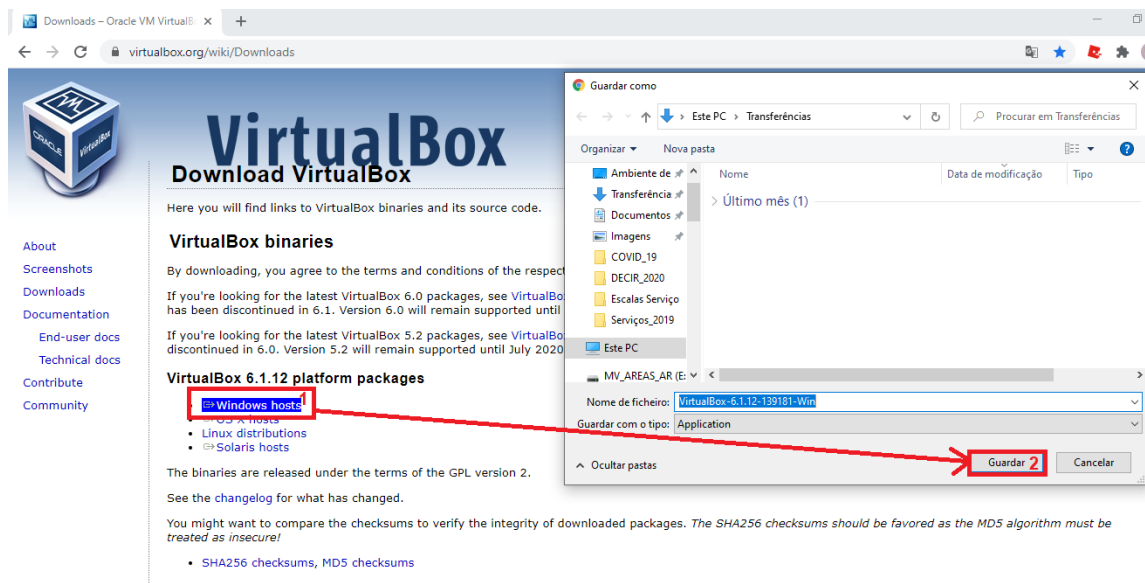 Downloads – Oracle VM VirtualB
virtualbox.org/wiki/Downloads
ORACLE
VirtualBox
VirtualBox
Download VirtualBox
Here you will find links to VirtualBox binaries and its source code.
About
Screenshots
Downloads
Documentation
End-user docs
Technical docs
Contribute
Community
VirtualBox binaries
By downloading, you agree to the terms and conditions of the respect
If you're looking for the latest VirtualBox 6.0 packages, see VirtualBo
has been discontinued in 6.1. Version 6.0 will remain supported until
If you're looking for the latest VirtualBox 5.2 packages, see VirtualBo
discontinued in 6.0. Version 5.2 will remain supported until July 2020
VirtualBox 6.1.12 platform packages
Windows hosts 1
OS X hosts
Linux distributions
Solaris hosts
The binaries are released under the terms of the GPL version 2.
See the changelog for what has changed.
You might want to compare the checksums to verify the integrity of downloaded packages. The SHA256 checksums should be favored as the MD5 algorithm must be
treated as insecure!
SHA256 checksums, MD5 checksums
Guardar como
Este PC > Transferências
Procurar em Transferências
Organizar
Nova pasta
Ambiente de
Transferência
Documentos
Imagens
COVID_19
DECIR_2020
Escalas Serviço
Serviços_2019
Este PC
MV_AREAS_AR (E:
Nome
Data de modificação
Tipo
Último mês (1)
Nome de ficheiro: VirtualBox-6.1.12-139181-Win
Guardar com o tipo: Application
Ocultar pastas
Guardar 2
Cancelar